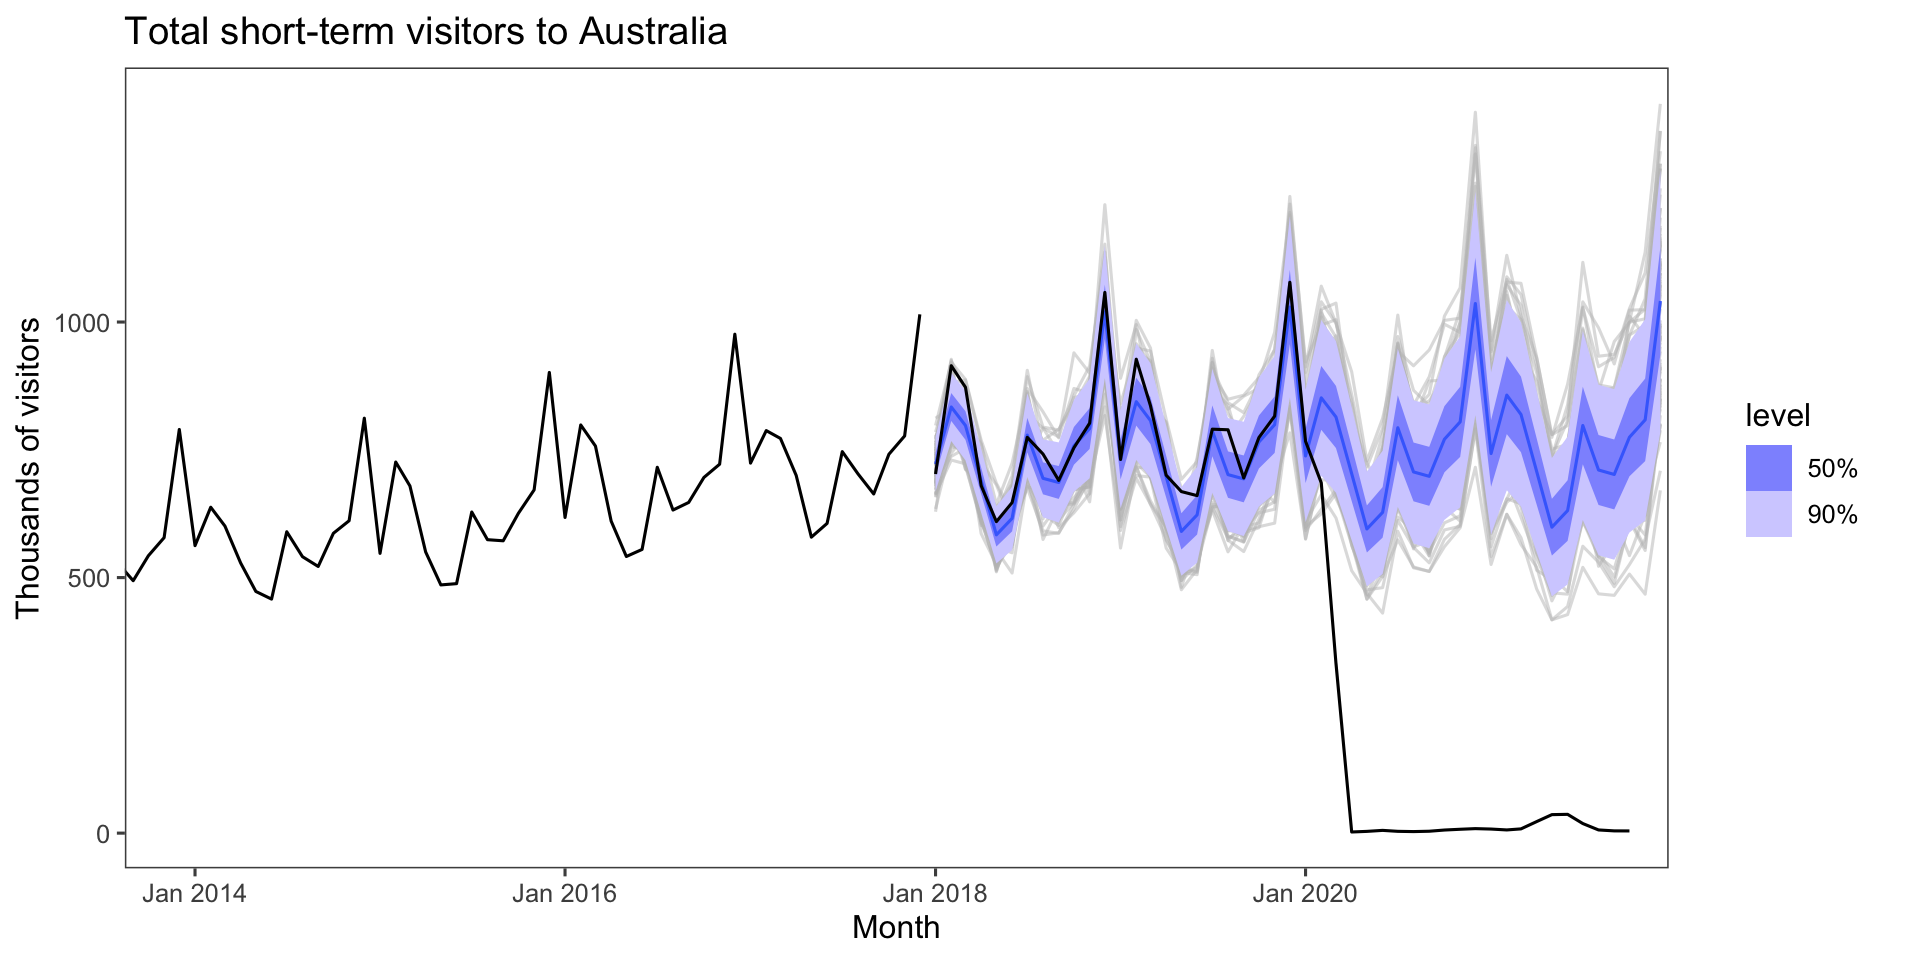 Total short-term visitors to Australia
Thousands of visitors
1000
500
0
Jan 2014
Jan 2016
Jan 2018
Jan 2020
Month
level
50%
90%